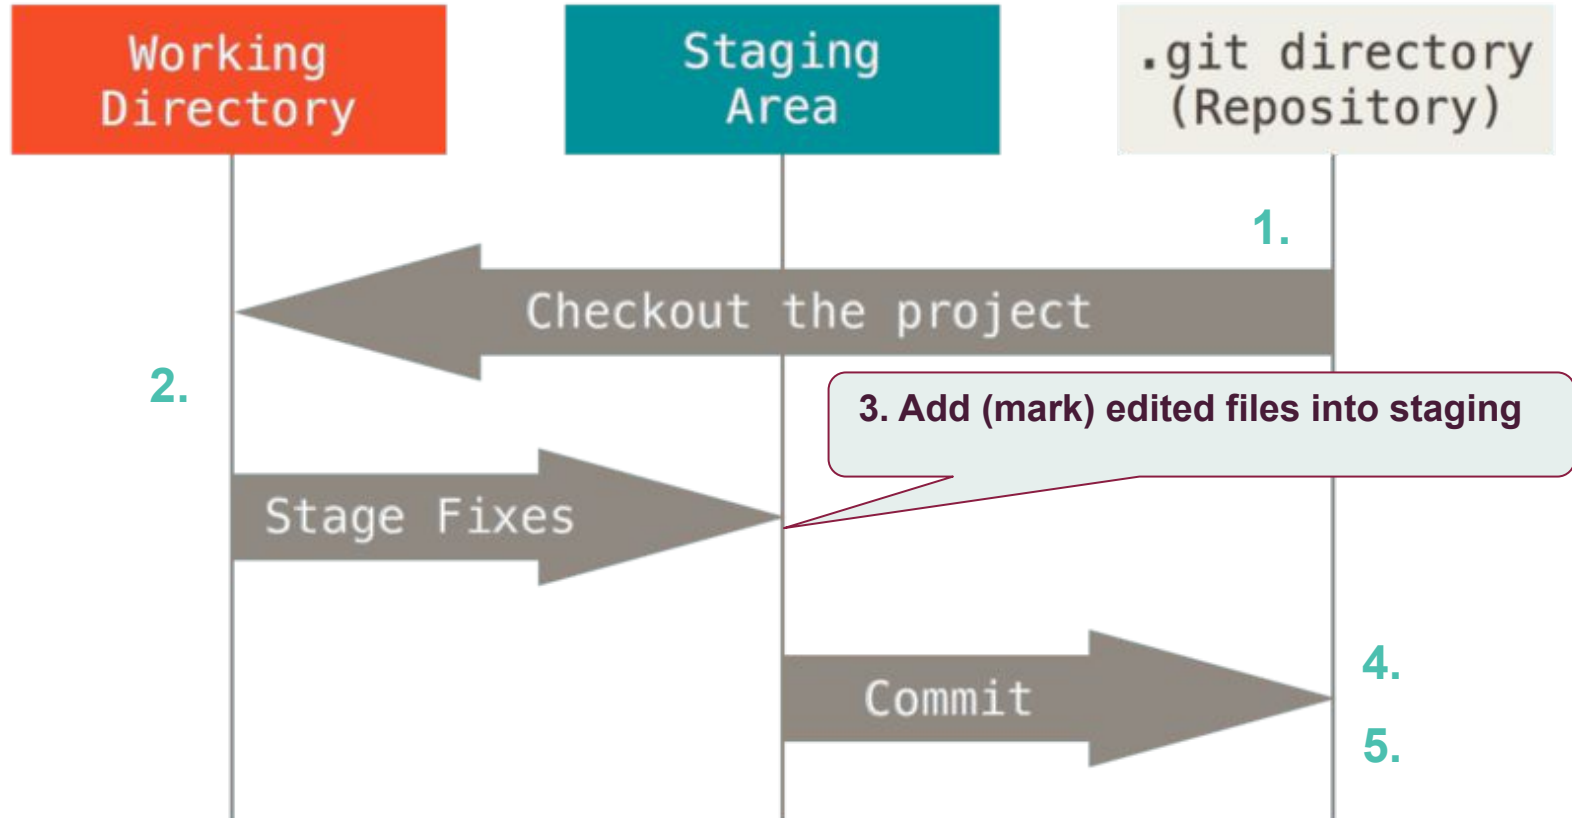 Working
Directory
Staging
Area
.git directory
(Repository)
1.
Checkout the project
2.
3. Add (mark) edited files into staging
Stage Fixes
4.
Commit
5.